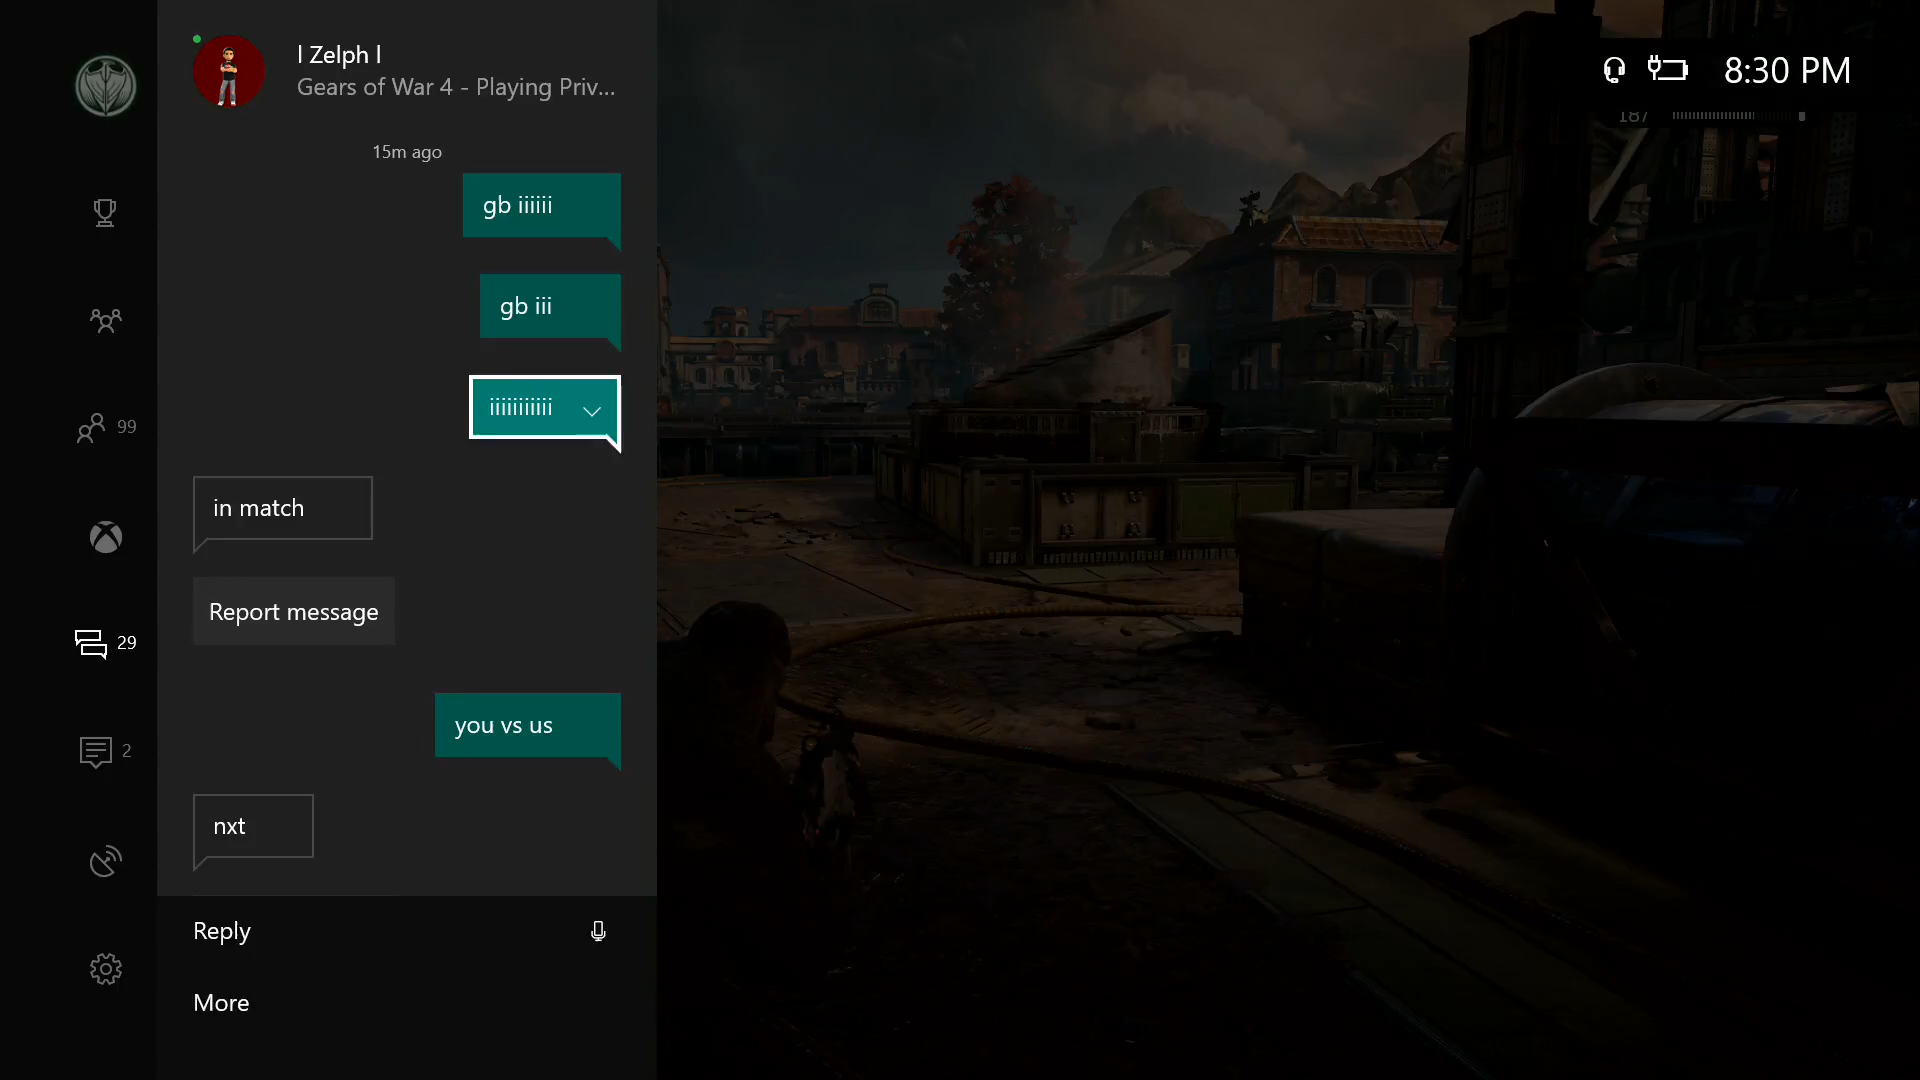 l Zelph l
Gears of War 4 - Playing Priv...
8:30 PM
187
15m ago
gb iiiiii
gb iii
iiiiiiiiiii
in match
Report message
you vs us
nxt
99
29
2
Reply
More